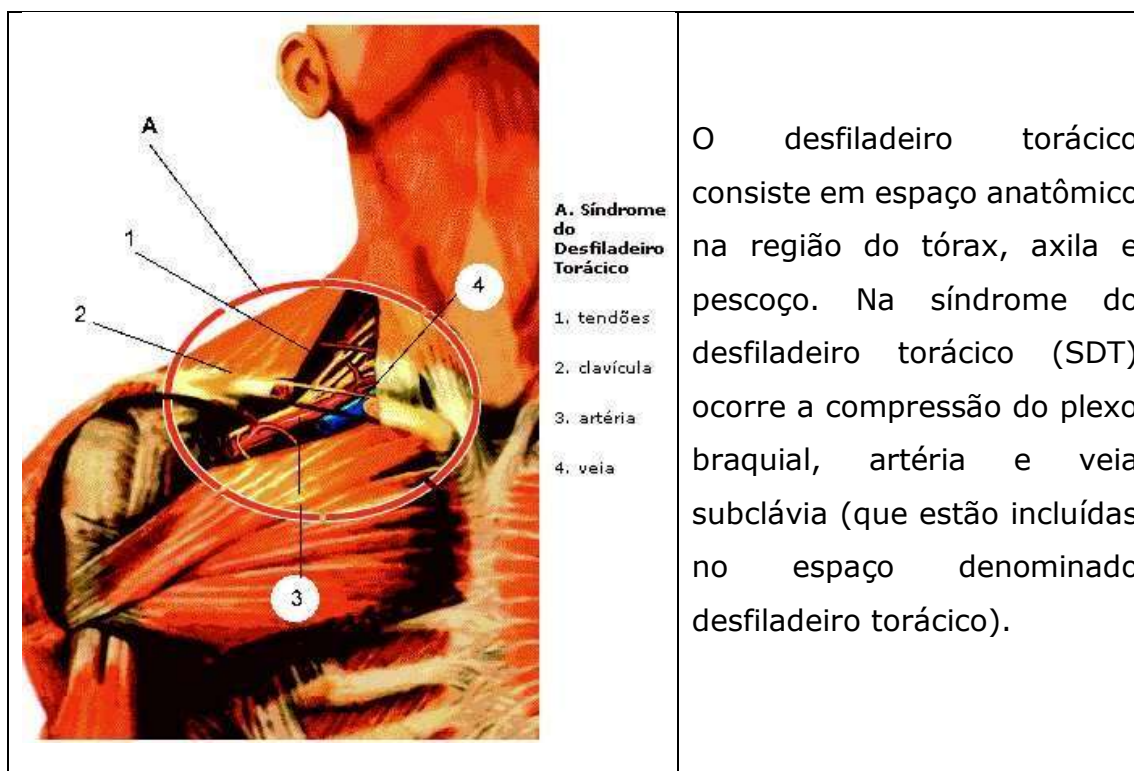 A
1
2
4
3
A. Síndrome
do
Desfiladeiro
Torácico
1. tendões
2. clavícula
3. artéria
4. veia
O desfiladeiro torácico
consiste em espaço anatômico
na região do tórax, axila e
pescoço. Na síndrome do
desfiladeiro torácico (SDT)
ocorre a compressão do plexo
braquial, artéria e veia
subclávia (que estão incluídas
no espaço denominado
desfiladeiro torácico).